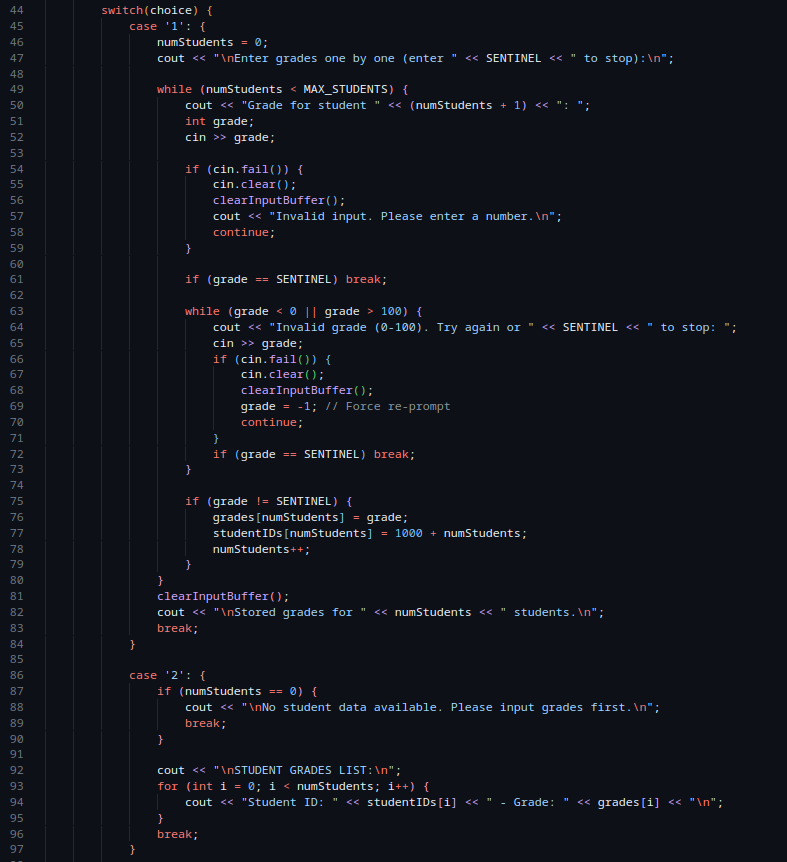 44 switch(choice) {
45 case '1': {
46 numStudents = 0;
47 cout << "\nEnter grades one by one (enter " << SENTINEL << " to stop):\n";
48
49 while (numStudents < MAX_STUDENTS) {
50 cout << "Grade for student " << (numStudents + 1) << ": ";
51 int grade;
52 cin >> grade;
53
54 if (cin.fail()) {
55 cin.clear();
56 clearInputBuffer();
57 cout << "Invalid input. Please enter a number.\n";
58 continue;
59 }
60
61 if (grade == SENTINEL) break;
62
63 while (grade < 0 || grade > 100) {
64 cout << "Invalid grade (0-100). Try again or " << SENTINEL << " to stop: ";
65 cin >> grade;
66 if (cin.fail()) {
67 cin.clear();
68 clearInputBuffer();
69 grade = -1; // Force re-prompt
70 continue;
71 }
72 if (grade == SENTINEL) break;
73 }
74
75 if (grade != SENTINEL) {
76 grades[numStudents] = grade;
77 studentIDs[numStudents] = 1000 + numStudents;
78 numStudents++;
79 }
80 }
81 clearInputBuffer();
82 cout << "\nStored grades for " << numStudents << " students.\n";
83 break;
84 }
85
86 case '2': {
87 if (numStudents == 0) {
88 cout << "\nNo student data available. Please input grades first.\n";
89 break;
90 }
91
92 cout << "\nSTUDENT GRADES LIST:\n";
93 for (int i = 0; i < numStudents; i++) {
94 cout << "Student ID: " << studentIDs[i] << " - Grade: " << grades[i] << "\n";
95 }
96 break;
97 }